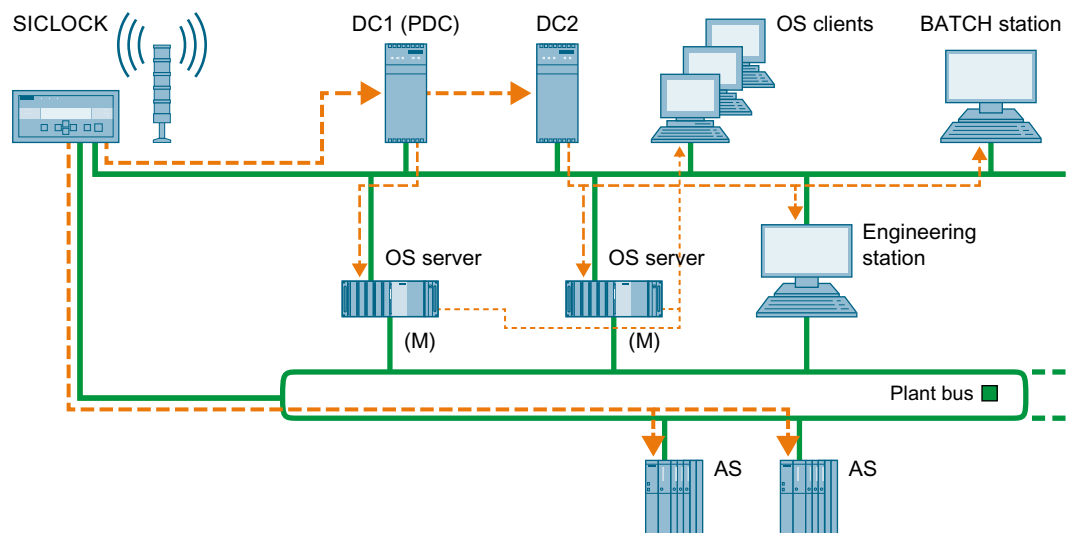 SICLOCK
DC1 (PDC)
DC2
OS clients
BATCH station
OS server
OS server
Engineering
station
(M)
(M)
Plant bus
AS
AS